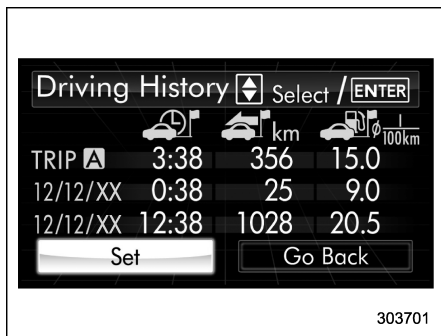 Driving History Select /ENTER
km ø l/100km
TRIP A 3:38 356 15.0
12/12/XX 0:38 25 9.0
12/12/XX 12:38 1028 20.5
Set Go Back
303701